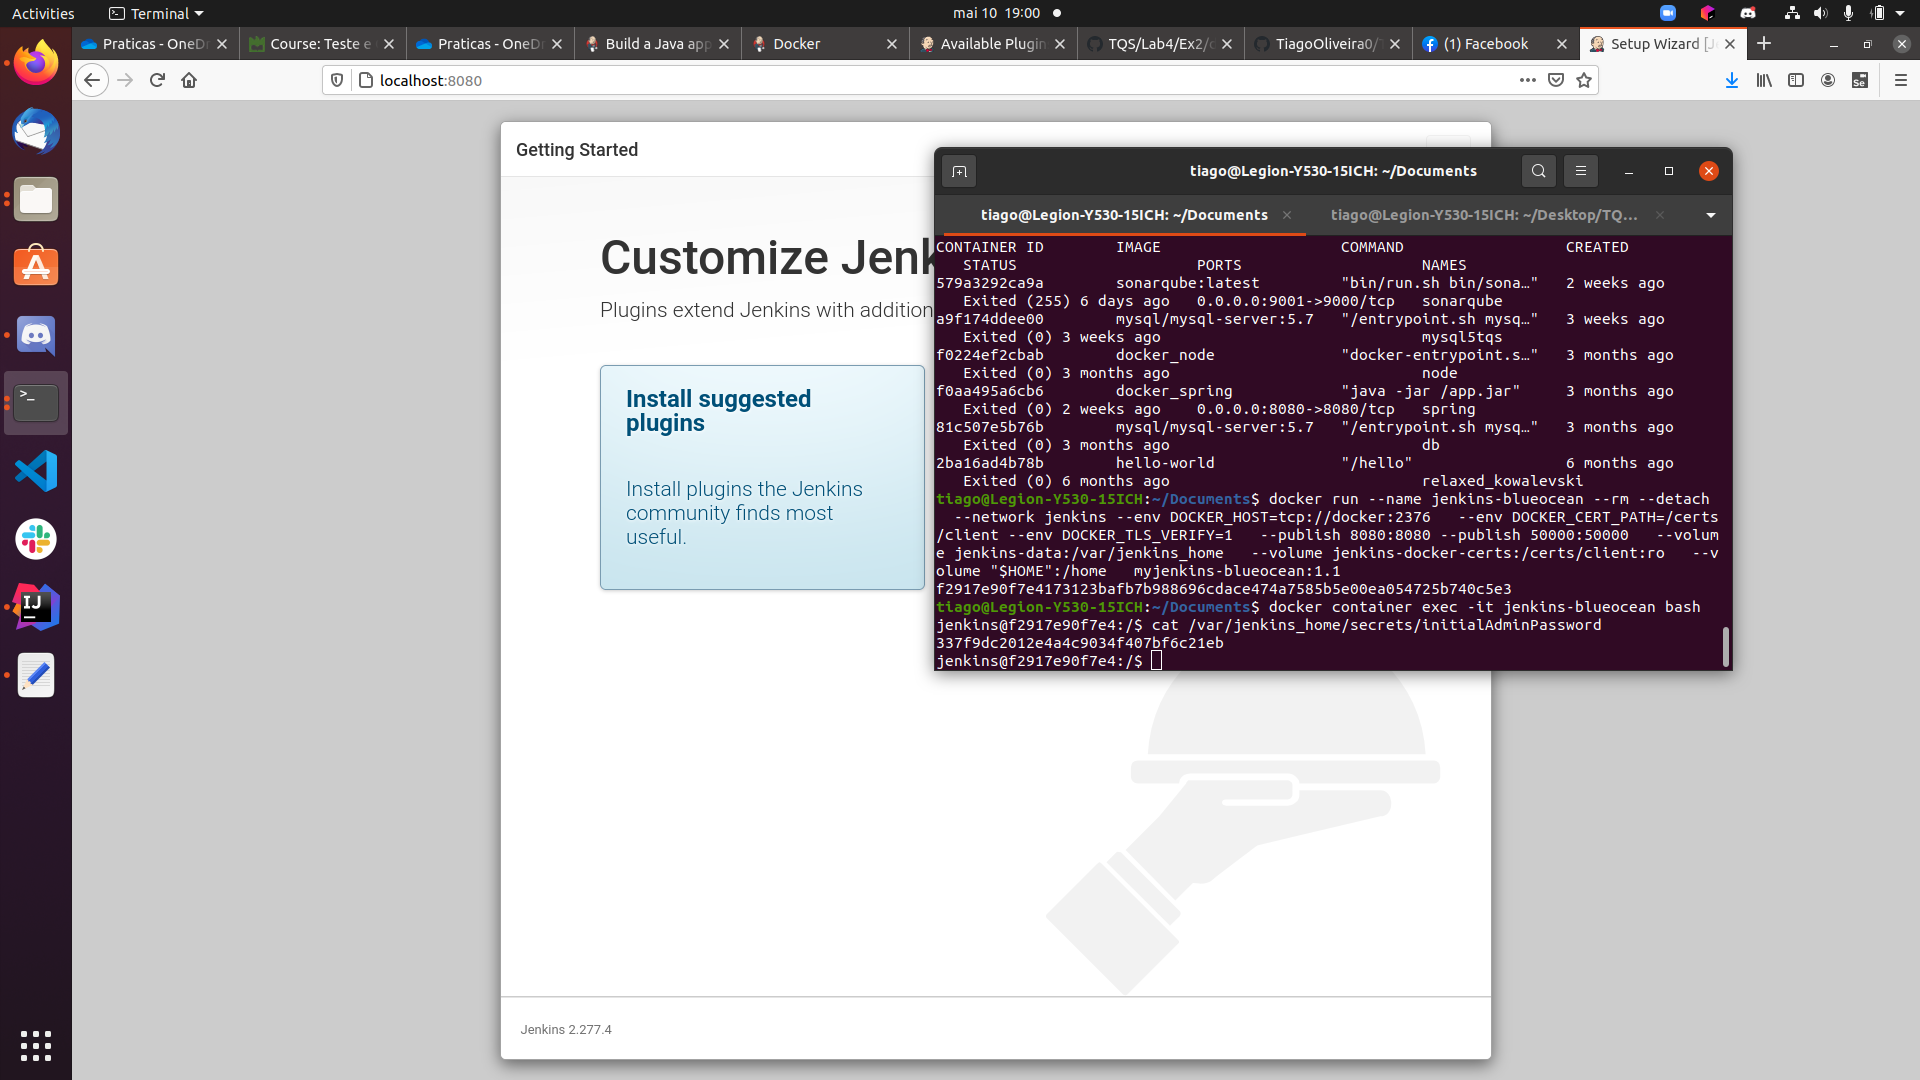 Activities
Terminal
mai 10 19:00
Praticas - OneDr
Course: Teste e
Praticas - OneDr
Build a Java app
Docker
Available Plugin
TQS/Lab4/Ex2/
TiagoOliveira0/T
(1) Facebook
Setup Wizard [J
localhost:8080
Getting Started
Customize Jenk
Plugins extend Jenkins with addition
Install suggested
plugins
Install plugins the Jenkins
community finds most
useful.
Jenkins 2.277.4
tiago@Legion-Y530-15ICH: ~/Documents
tiago@Legion-Y530-15ICH: ~/Documents
tiago@Legion-Y530-15ICH: ~/Desktop/TQ...
CONTAINER ID IMAGE COMMAND CREATED
STATUS PORTS NAMES
579a3292ca9a sonarqube:latest "bin/run.sh bin/sona…" 2 weeks ago
Exited (255) 6 days ago 0.0.0.0:9001->9000/tcp sonarqube
a9f174ddee00 mysql/mysql-server:5.7 "/entrypoint.sh mysq…" 3 weeks ago
Exited (0) 3 weeks ago mysql5tqs
f0224ef2cbab docker_node "docker-entrypoint.s…" 3 months ago
Exited (0) 3 months ago node
f0aa495a6cb6 docker_spring "java -jar /app.jar" 3 months ago
Exited (0) 2 weeks ago 0.0.0.0:8080->8080/tcp spring
81c507e5b76b mysql/mysql-server:5.7 "/entrypoint.sh mysq…" 3 months ago
Exited (0) 3 months ago db
2ba16ad4b78b hello-world "/hello" 6 months ago
Exited (0) 6 months ago relaxed_kowalevski
tiago@Legion-Y530-15ICH:~/Documents$ docker run --name jenkins-blueocean --rm --detach
--network jenkins --env DOCKER_HOST=tcp://docker:2376 --env DOCKER_CERT_PATH=/certs
/client --env DOCKER_TLS_VERIFY=1 --publish 8080:8080 --publish 50000:50000 --volum
e jenkins-data:/var/jenkins_home --volume jenkins-docker-certs:/certs/client:ro --v
olume "$HOME":/home myjenkins-blueocean:1.1
f2917e90f7e4173123bafb7b988696cdace474a7585b5e00ea054725b740c5e3
tiago@Legion-Y530-15ICH:~/Documents$ docker container exec -it jenkins-blueocean bash
jenkins@f2917e90f7e4:/$ cat /var/jenkins_home/secrets/initialAdminPassword
337f9dc2012e4a4c9034f407bf6c21eb
jenkins@f2917e90f7e4:/$